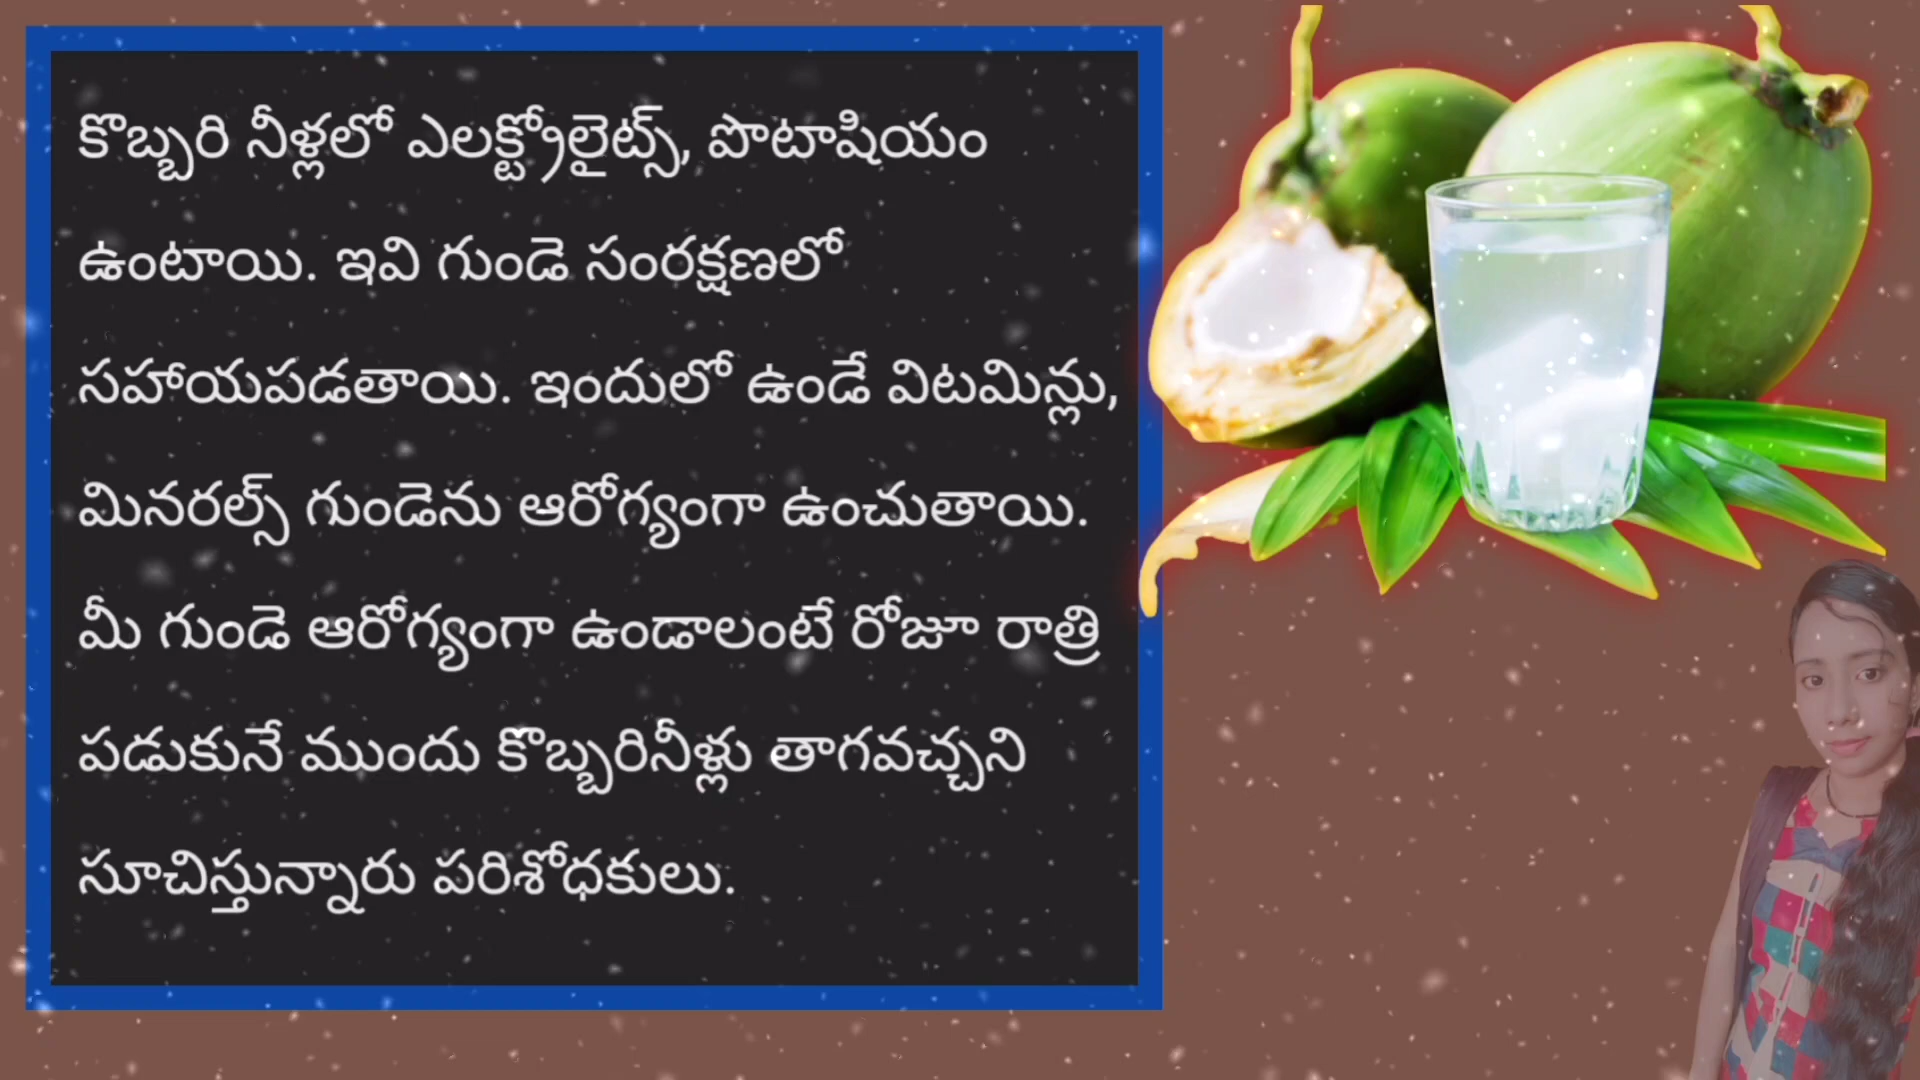 కొబ్బరి నీళ్లలో ఎలక్ట్రోలైట్స్, పొటాషియం
ఉంటాయి. ఇవి గుండె సంరక్షణలో
సహాయపడతాయి. ఇందులో ఉండే విటమిన్లు,
మినరల్స్ గుండెను ఆరోగ్యంగా ఉంచుతాయి.
మీ గుండె ఆరోగ్యంగా ఉండాలంటే రోజూ రాత్రి
పడుకునే ముందు కొబ్బరినీళ్లు తాగవచ్చని
సూచిస్తున్నారు పరిశోధకులు.